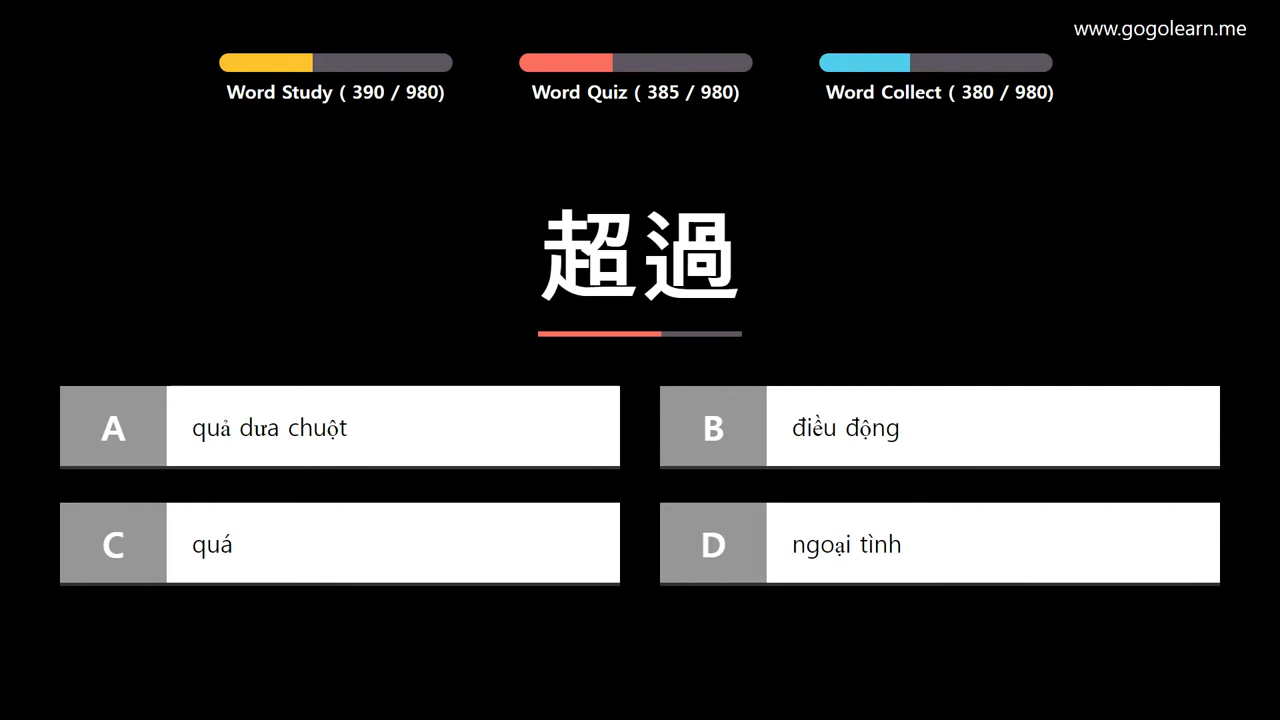 www.gogolearn.me
Word Study ( 390 / 980)
Word Quiz ( 385 / 980)
Word Collect ( 380 / 980)
超過
A quả dưa chuột
B điều động
C quá
D ngoại tình